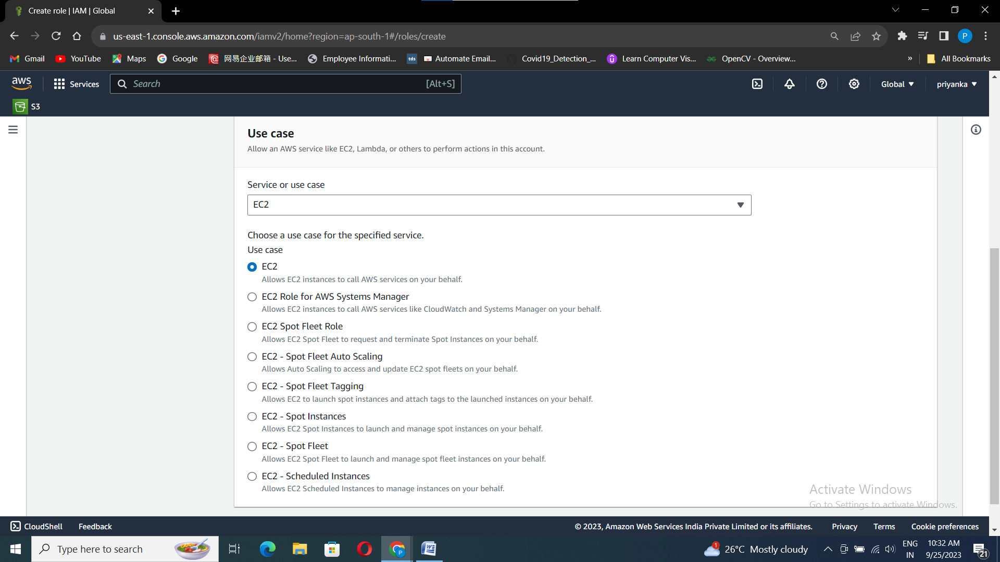 Create role | IAM | Global
us-east-1.console.aws.amazon.com/iamv2/home?region=ap-south-1#/roles/create
P
Gmail YouTube Maps Google 网易企业邮箱 - Use... Employee Informati... tds Automate Email... Covid19_Detection_... Learn Computer Vis... OpenCV - Overview... » All Bookmarks
aws Services Search [Alt+S] Global priyanka
S3
Use case
Allow an AWS service like EC2, Lambda, or others to perform actions in this account.
Service or use case
EC2
Choose a use case for the specified service.
Use case
EC2
Allows EC2 instances to call AWS services on your behalf.
EC2 Role for AWS Systems Manager
Allows EC2 instances to call AWS services like CloudWatch and Systems Manager on your behalf.
EC2 Spot Fleet Role
Allows EC2 Spot Fleet to request and terminate Spot Instances on your behalf.
EC2 - Spot Fleet Auto Scaling
Allows Auto Scaling to access and update EC2 spot fleets on your behalf.
EC2 - Spot Fleet Tagging
Allows EC2 to launch spot instances and attach tags to the launched instances on your behalf.
EC2 - Spot Instances
Allows EC2 Spot Instances to launch and manage spot instances on your behalf.
EC2 - Spot Fleet
Allows EC2 Spot Fleet to launch and manage spot fleet instances on your behalf.
EC2 - Scheduled Instances
Allows EC2 Scheduled Instances to manage instances on your behalf.
Activate Windows
Go to Settings to activate Windows.
CloudShell Feedback © 2023, Amazon Web Services India Private Limited or its affiliates. Privacy Terms Cookie preferences
Type here to search
1 26°C Mostly cloudy
ENG
IN
10:32 AM
9/25/2023
21